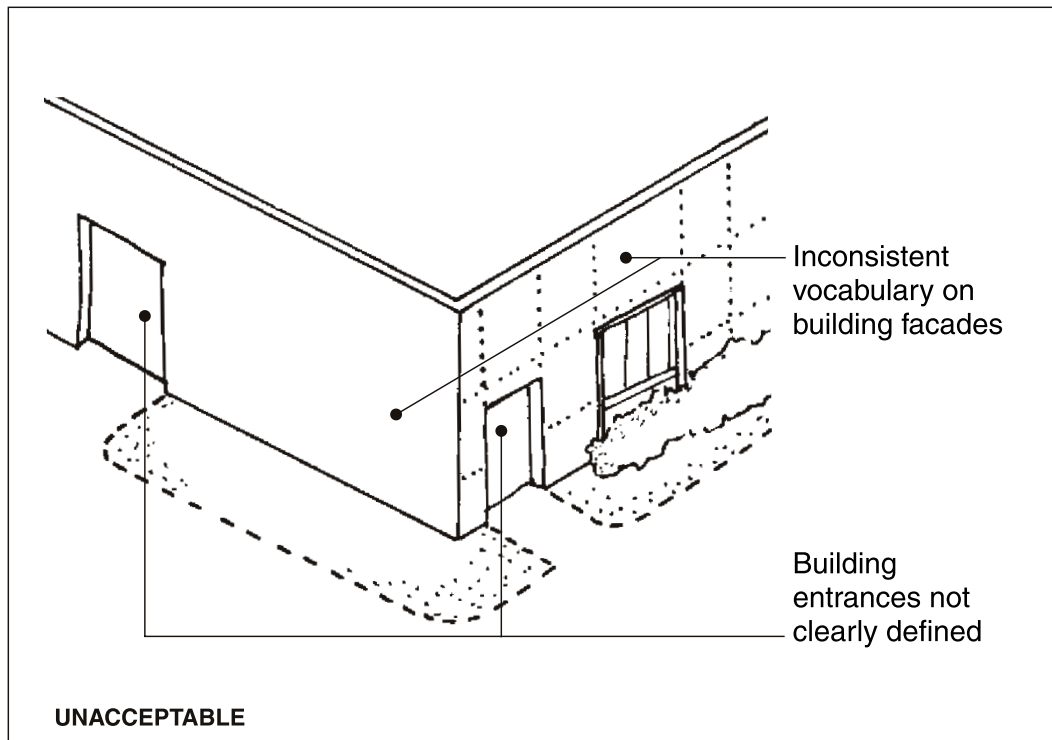 Inconsistent
vocabulary on
building facades
Building
entrances not
clearly defined
UNACCEPTABLE